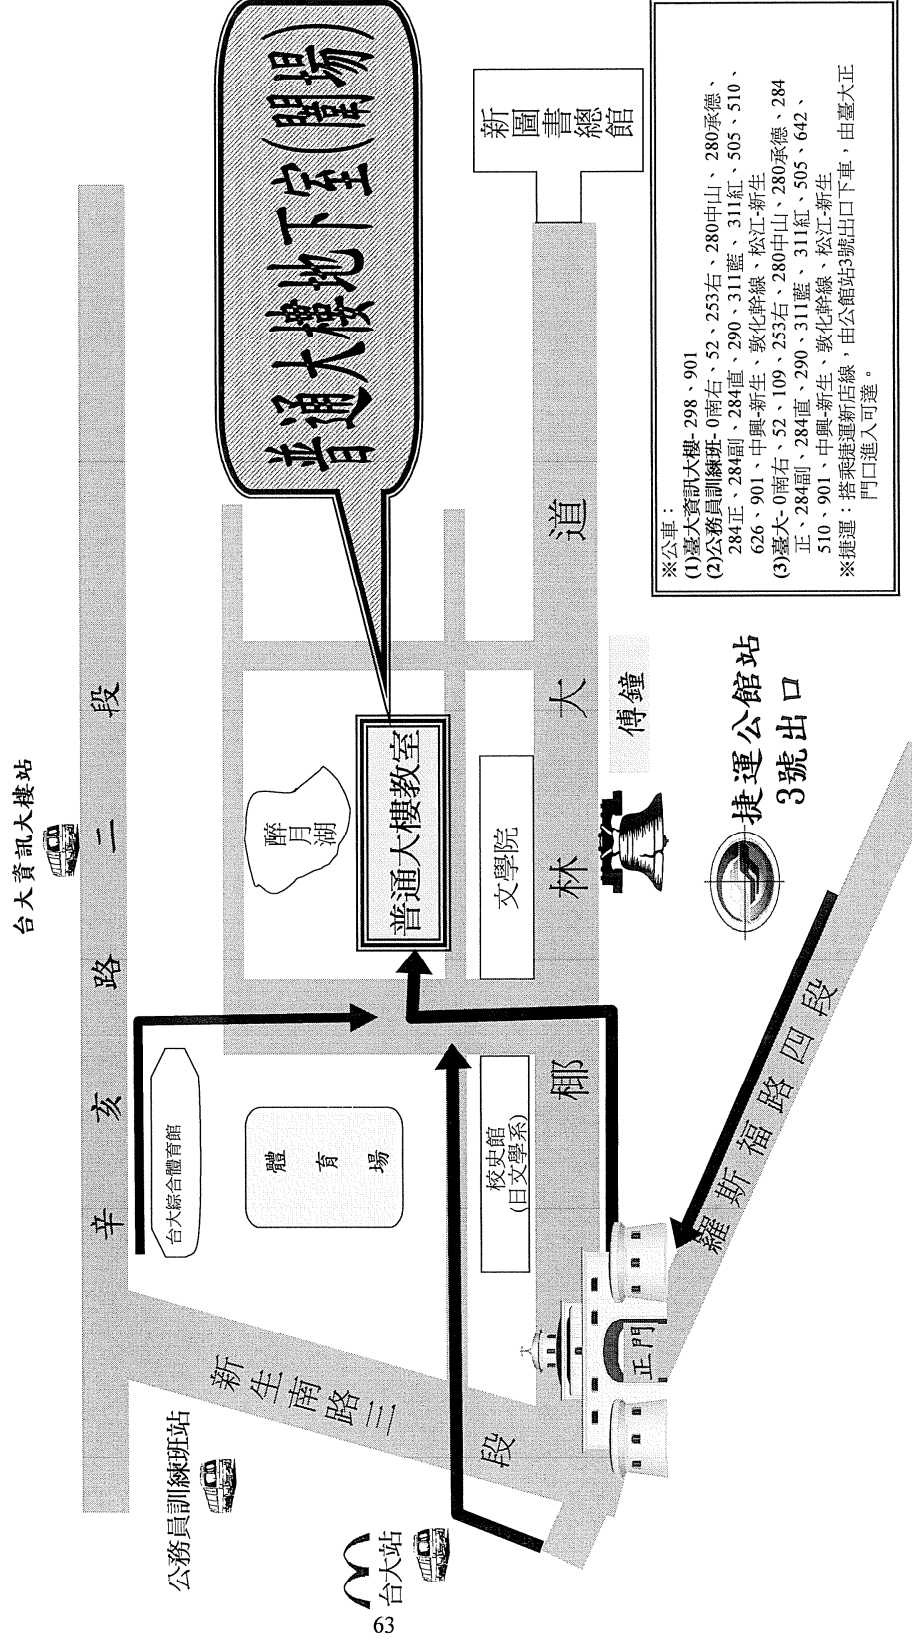 台大資訊大樓站
辛亥路二段
普通大樓地下室(闈場)
新圖書總館
醉月湖
普通大樓教室
文學院
椰林大道
傅鐘
捷運公館站
3號出口
台大綜合體育館
體育場
校史館
(日文學系)
新生南路三段
正門
羅斯福路四段
公務員訓練班站
台大站
※公車：
(1)臺大資訊大樓- 298、901
(2)公務員訓練班- 0南右、52、253右、280中山、280承德、
284正、284副、284直、290、311藍、311紅、505、510、
626、901、中興-新生、敦化幹線、松江-新生
(3)臺大- 0南右、52、109、253右、280中山、280承德、284
正、284副、284直、290、311藍、311紅、505、642、
510、901、中興-新生、敦化幹線、松江-新生
※捷運：搭乘捷運新店線，由公館站3號出口下車，由臺大正
門口進入可達。
63